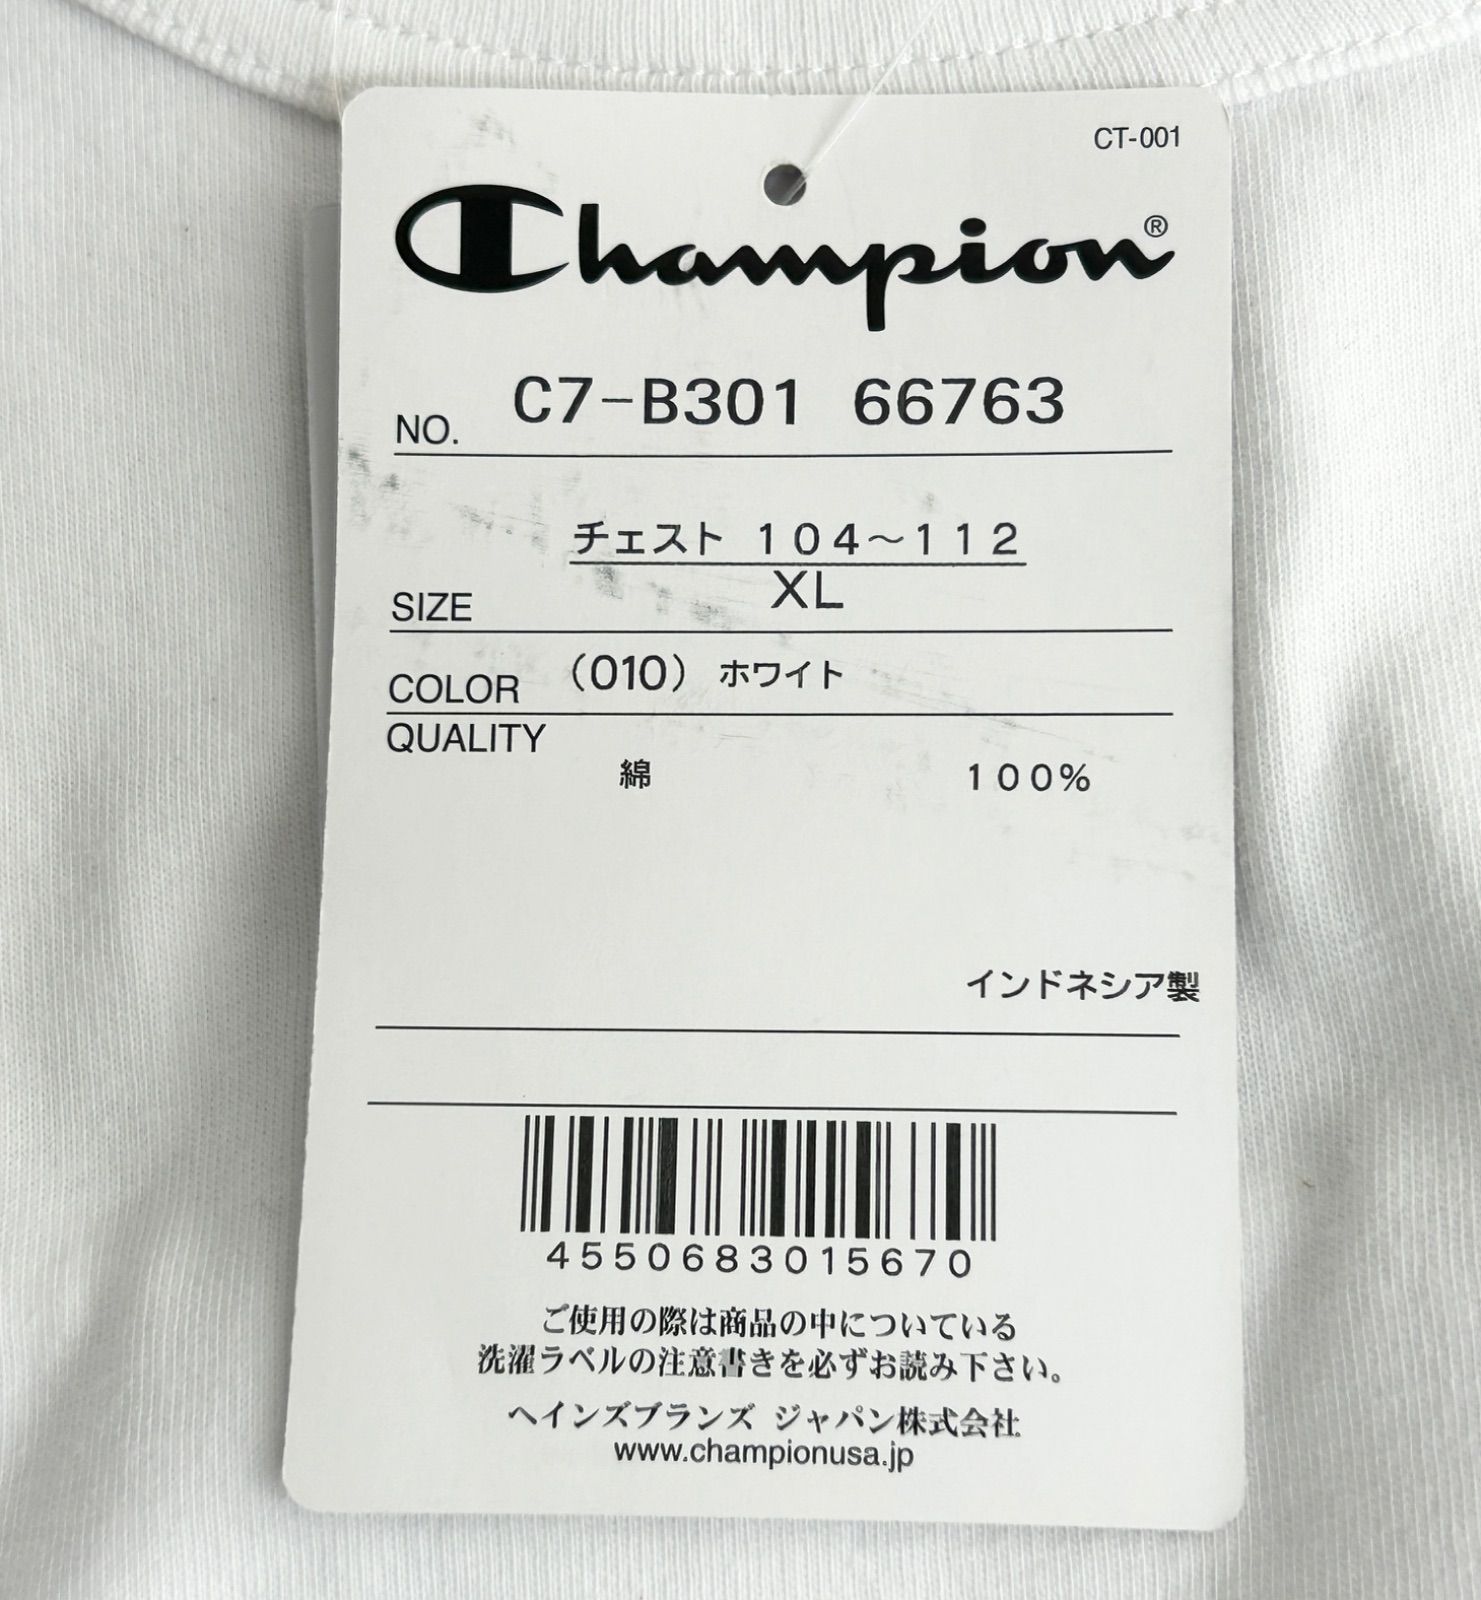 CT-001
Champion®
NO. C7-B301 66763
チェスト 104～112
SIZE XL
COLOR (010) ホワイト
QUALITY
綿 100%
インドネシア製
4550683015670
ご使用の際は商品の中についている
洗濯ラベルの注意書きを必ずお読み下さい。
ヘインズブランズ ジャパン株式会社
www.championusa.jp